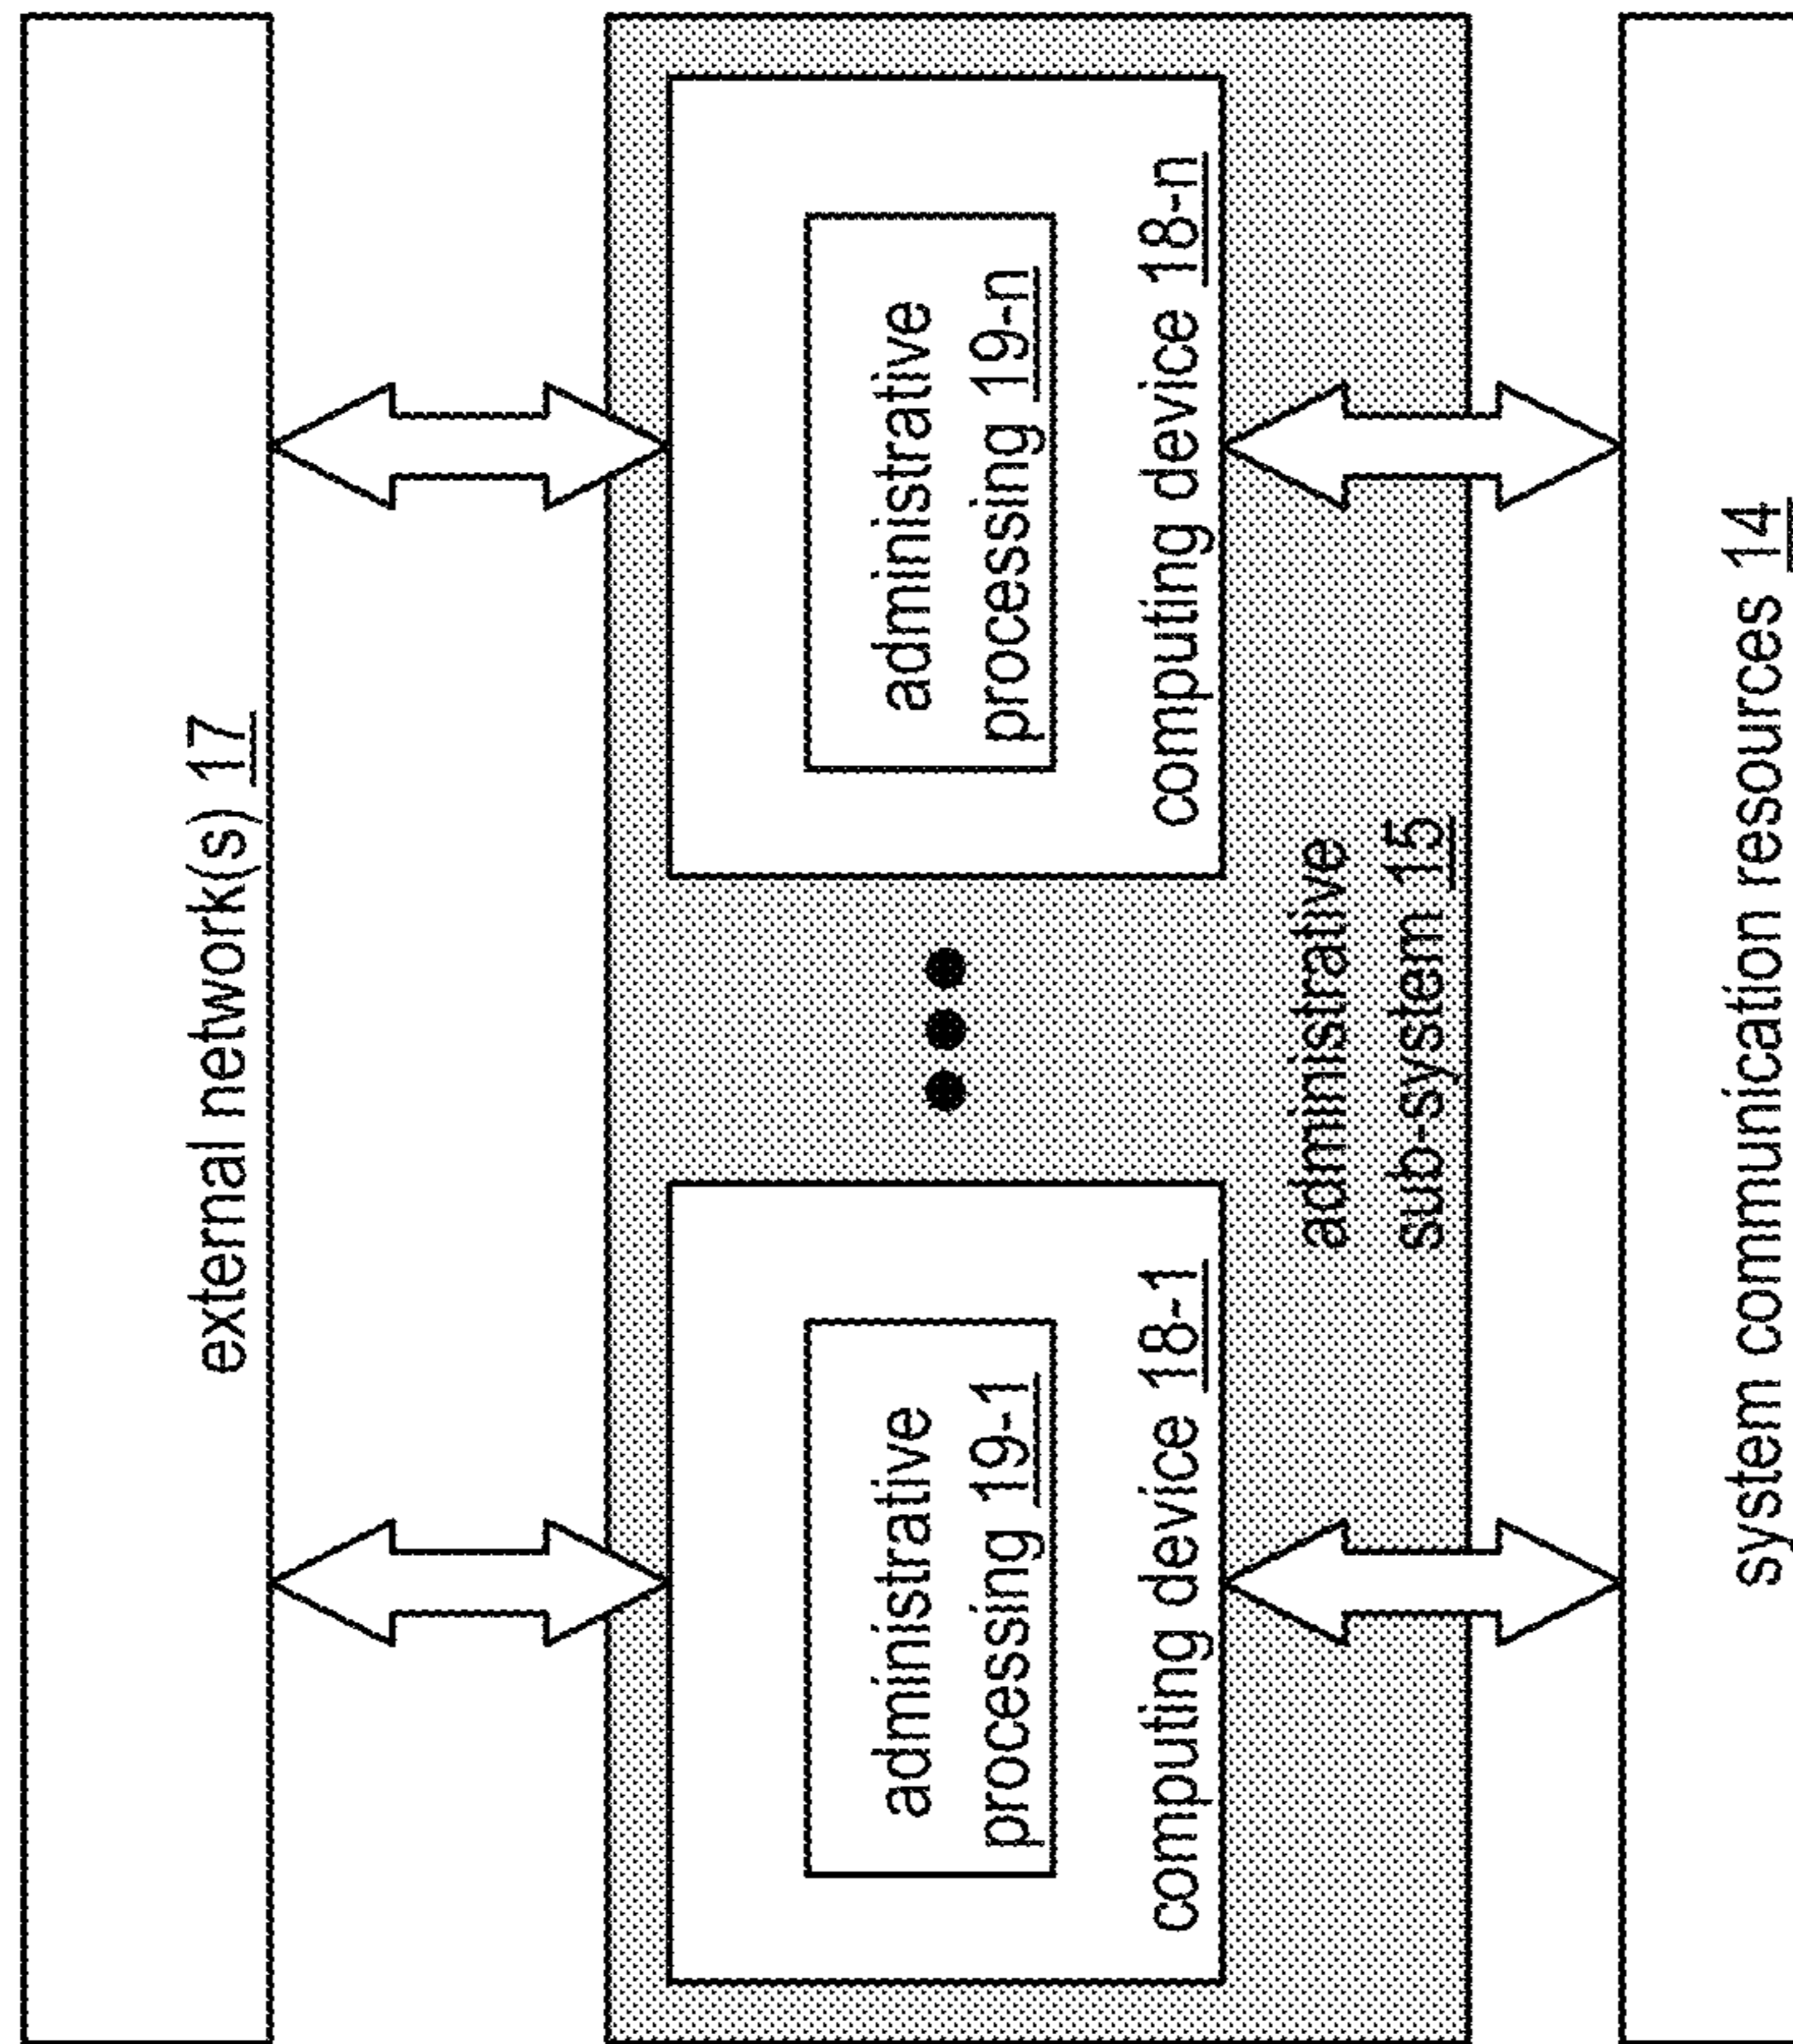 external network(s) 17
administrative
processing 19-1
computing device 18-1
administrative
processing 19-n
computing device 18-n
administrative
sub-system 15
system communication resources 14